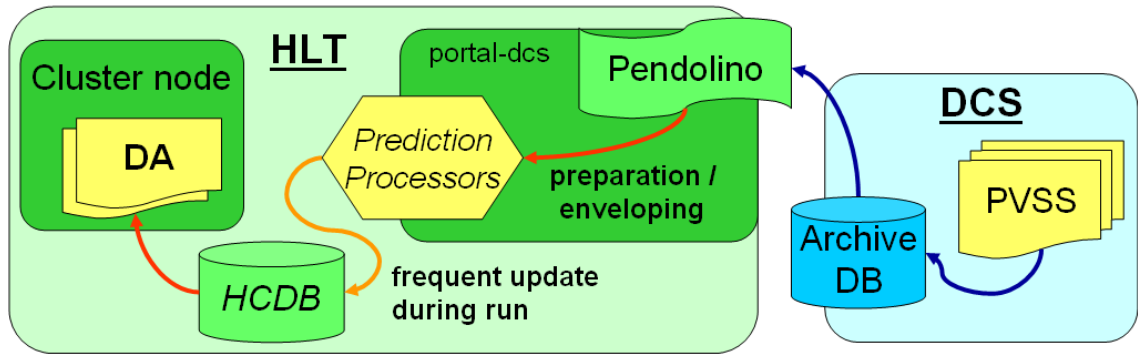 HLT
Cluster node
DA
portal-dcs
Pendolino
Prediction
Processors
preparation /
enveloping
HCDB
frequent update
during run
DCS
PVSS
Archive
DB